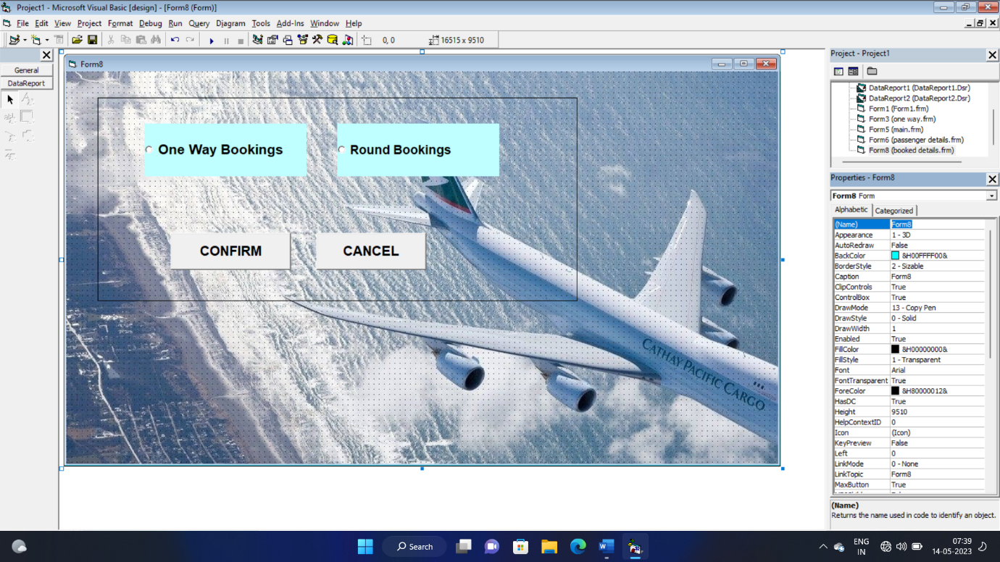 Project1 - Microsoft Visual Basic [design] - [Form8 (Form)]
File Edit View Project Format Debug Run Query Diagram Tools Add-Ins Window Help
0, 0 16515 x 9510
General
DataReport
Form8
One Way Bookings
Round Bookings
CONFIRM
CANCEL
CATHAY PACIFIC CARGO
Project - Project1
DataReport1 (DataReport1.Dsr)
DataReport2 (DataReport2.Dsr)
Form1 (Form1.frm)
Form3 (one way.frm)
Form5 (main.frm)
Form6 (passenger details.frm)
Form8 (booked details.frm)
Properties - Form8
Form8 Form
Alphabetic Categorized
(Name) Form8
Appearance 1 - 3D
AutoRedraw False
BackColor &H00FFFF00&
BorderStyle 2 - Sizable
Caption Form8
ClipControls True
ControlBox True
DrawMode 13 - Copy Pen
DrawStyle 0 - Solid
DrawWidth 1
Enabled True
FillColor &H00000000&
FillStyle 1 - Transparent
Font Arial
FontTransparent True
ForeColor &H80000012&
HasDC True
Height 9510
HelpContextID 0
Icon (Icon)
KeyPreview False
Left 0
LinkMode 0 - None
LinkTopic Form8
MaxButton True
(Name)
Returns the name used in code to identify an object.
Search
ENG
IN
07:39
14-05-2023